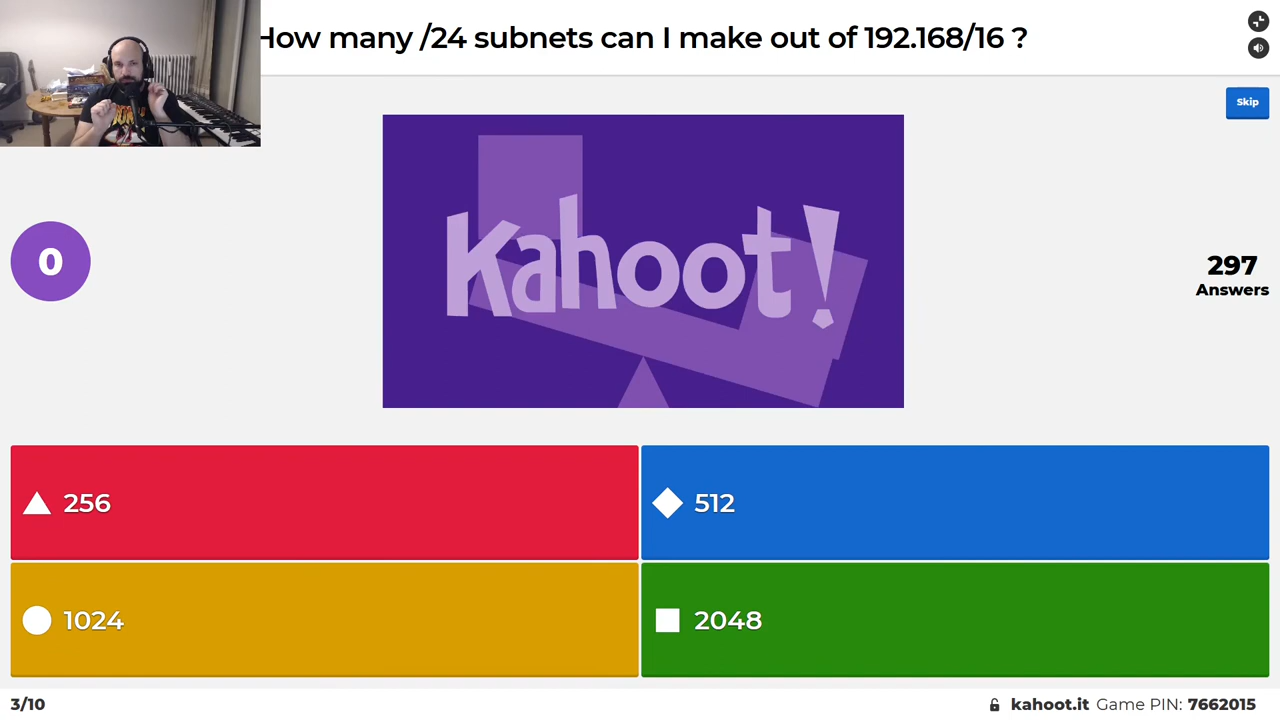 How many /24 subnets can I make out of 192.168/16 ?
Skip
Kahoot!
0
297
Answers
256
512
1024
2048
3/10
kahoot.it Game PIN: 7662015